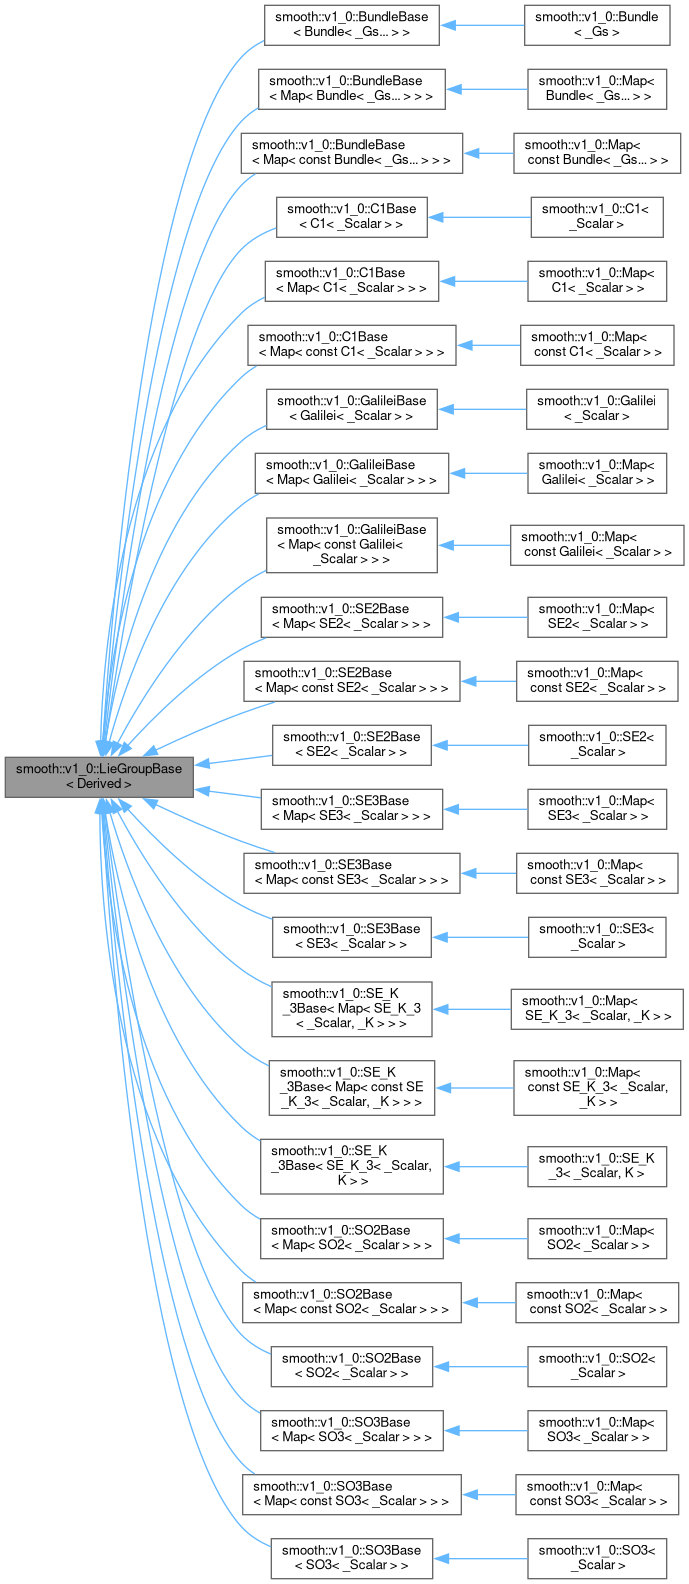 smooth::v1_0::BundleBase
< Bundle< _Gs... > >
smooth::v1_0::Bundle
< _Gs >
smooth::v1_0::BundleBase
< Map< Bundle< _Gs... > > >
smooth::v1_0::Map<
Bundle< _Gs... > >
smooth::v1_0::BundleBase
< Map< const Bundle< _Gs... > > >
smooth::v1_0::Map<
const Bundle< _Gs... > >
smooth::v1_0::C1Base
< C1< _Scalar > >
smooth::v1_0::C1<
_Scalar >
smooth::v1_0::C1Base
< Map< C1< _Scalar > > >
smooth::v1_0::Map<
C1< _Scalar > >
smooth::v1_0::C1Base
< Map< const C1< _Scalar > > >
smooth::v1_0::Map<
const C1< _Scalar > >
smooth::v1_0::GalileiBase
< Galilei< _Scalar > >
smooth::v1_0::Galilei
< _Scalar >
smooth::v1_0::GalileiBase
< Map< Galilei< _Scalar > > >
smooth::v1_0::Map<
Galilei< _Scalar > >
smooth::v1_0::GalileiBase
< Map< const Galilei<
_Scalar > > >
smooth::v1_0::Map<
const Galilei< _Scalar > >
smooth::v1_0::SE2Base
< Map< SE2< _Scalar > > >
smooth::v1_0::Map<
SE2< _Scalar > >
smooth::v1_0::SE2Base
< Map< const SE2< _Scalar > > >
smooth::v1_0::Map<
const SE2< _Scalar > >
smooth::v1_0::SE2Base
< SE2< _Scalar > >
smooth::v1_0::SE2<
_Scalar >
smooth::v1_0::LieGroupBase
< Derived >
smooth::v1_0::SE3Base
< Map< SE3< _Scalar > > >
smooth::v1_0::Map<
SE3< _Scalar > >
smooth::v1_0::SE3Base
< Map< const SE3< _Scalar > > >
smooth::v1_0::Map<
const SE3< _Scalar > >
smooth::v1_0::SE3Base
< SE3< _Scalar > >
smooth::v1_0::SE3<
_Scalar >
smooth::v1_0::SE_K
_3Base< Map< SE_K_3
< _Scalar, _K > > >
smooth::v1_0::Map<
SE_K_3< _Scalar, _K > >
smooth::v1_0::SE_K
_3Base< Map< const SE
_K_3< _Scalar, _K > > >
smooth::v1_0::Map<
const SE_K_3< _Scalar,
_K > >
smooth::v1_0::SE_K
_3Base< SE_K_3< _Scalar,
K > >
smooth::v1_0::SE_K
_3< _Scalar, K >
smooth::v1_0::SO2Base
< Map< SO2< _Scalar > > >
smooth::v1_0::Map<
SO2< _Scalar > >
smooth::v1_0::SO2Base
< Map< const SO2< _Scalar > > >
smooth::v1_0::Map<
const SO2< _Scalar > >
smooth::v1_0::SO2Base
< SO2< _Scalar > >
smooth::v1_0::SO2<
_Scalar >
smooth::v1_0::SO3Base
< Map< SO3< _Scalar > > >
smooth::v1_0::Map<
SO3< _Scalar > >
smooth::v1_0::SO3Base
< Map< const SO3< _Scalar > > >
smooth::v1_0::Map<
const SO3< _Scalar > >
smooth::v1_0::SO3Base
< SO3< _Scalar > >
smooth::v1_0::SO3<
_Scalar >